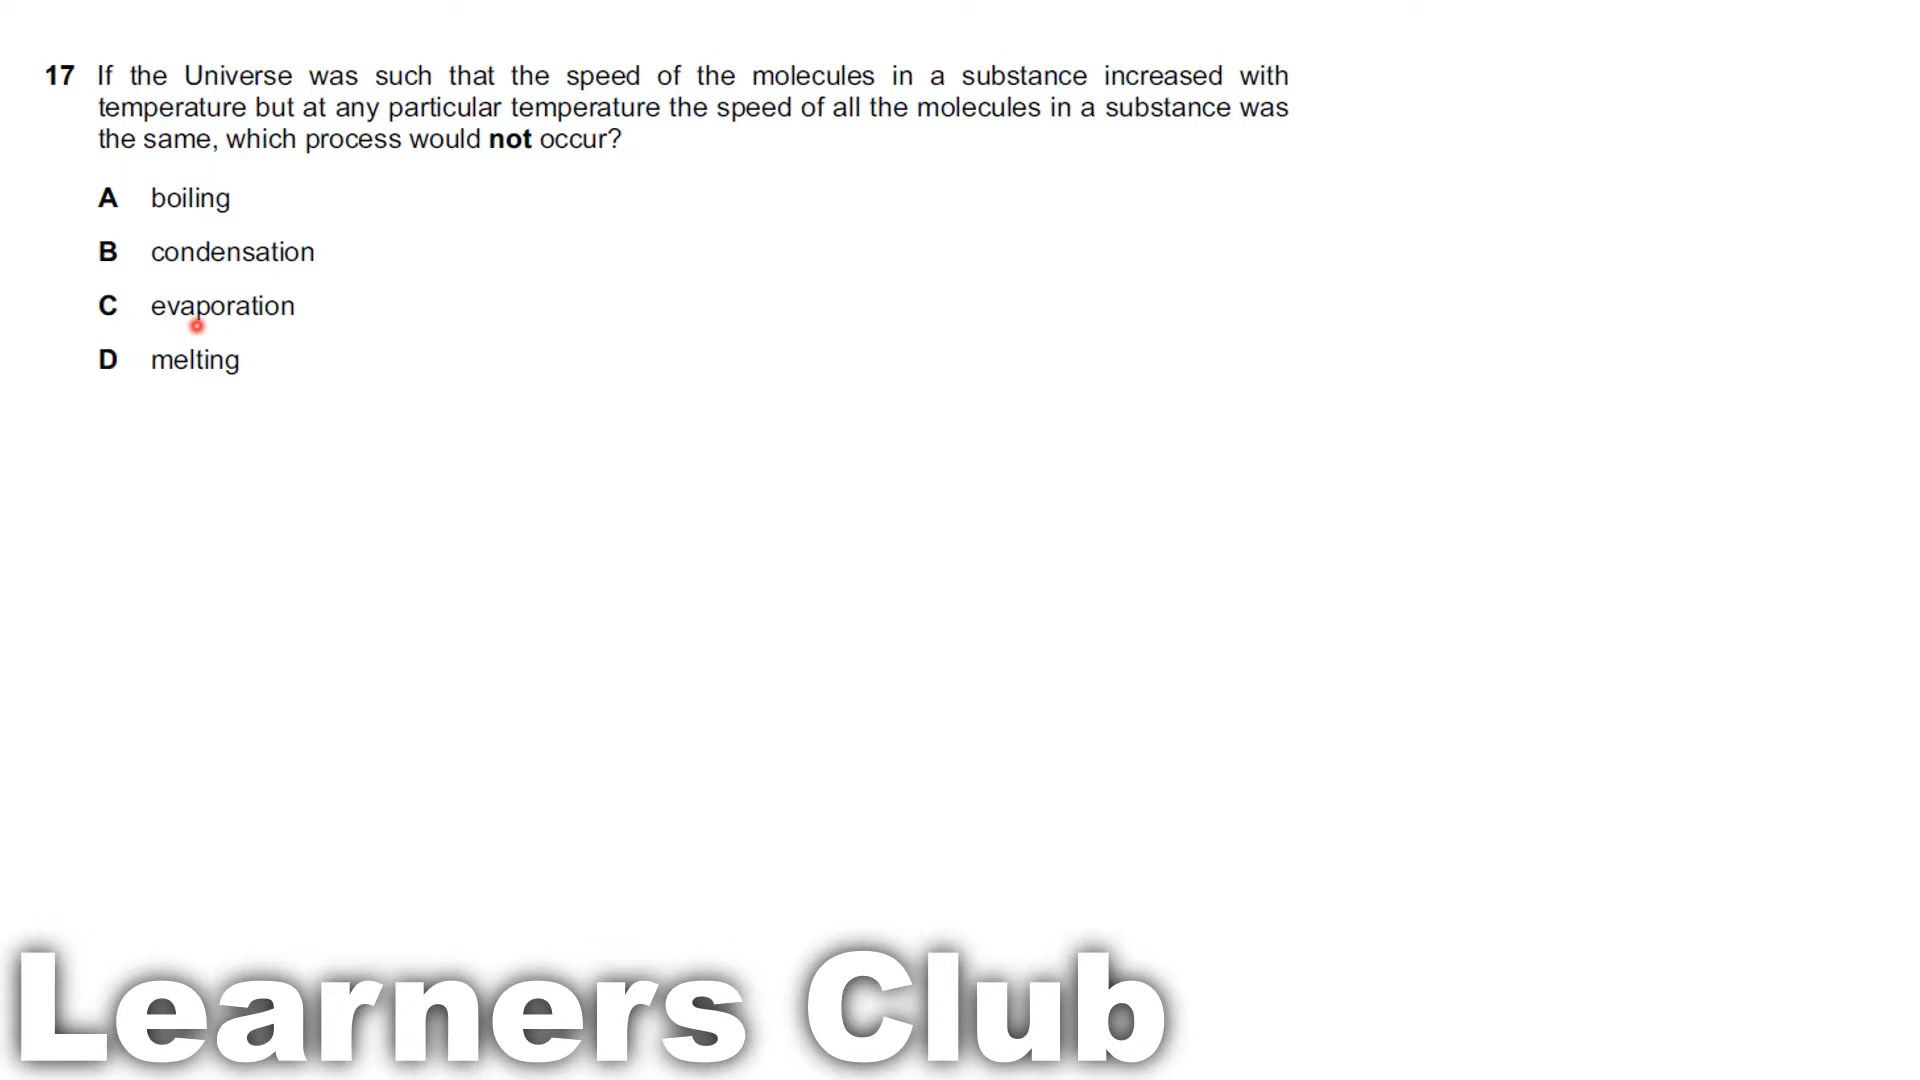 17 If the Universe was such that the speed of the molecules in a substance increased with
temperature but at any particular temperature the speed of all the molecules in a substance was
the same, which process would not occur?
A boiling
B condensation
C evaporation
D melting
Learners Club